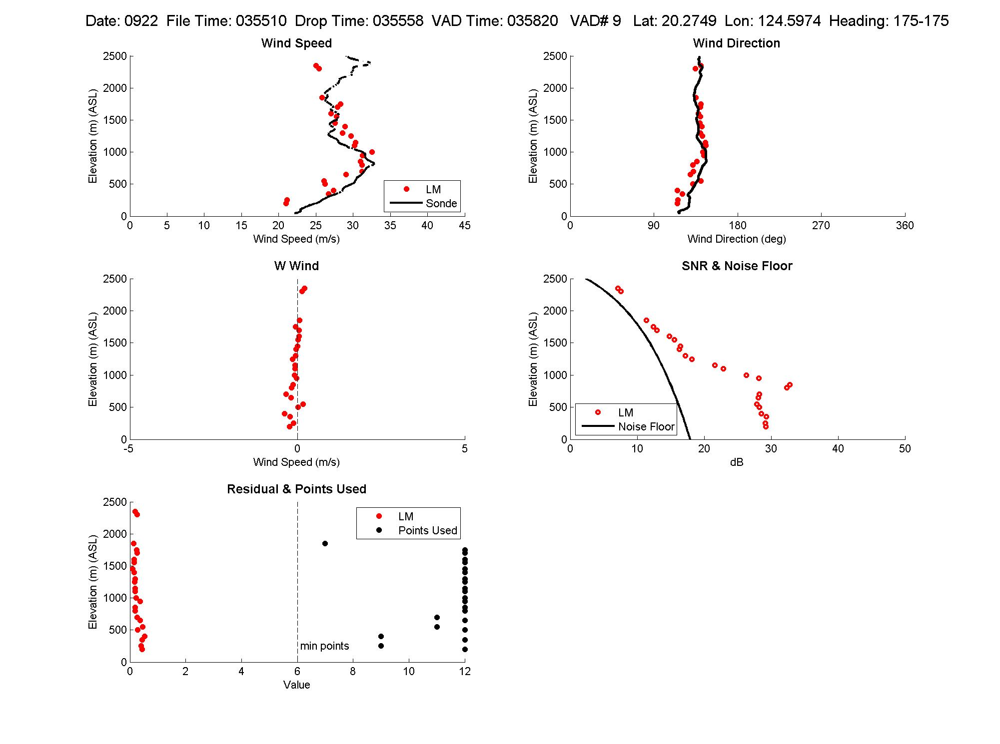 Date: 0922  File Time: 035510  Drop Time: 035558  VAD Time: 035820  VAD# 9  Lat: 20.2749  Lon: 124.5974  Heading: 175-175
Wind Speed
2500
2000
1500
1000
500
0
Elevation (m) (ASL)
LM
Sonde
0 5 10 15 20 25 30 35 40 45
Wind Speed (m/s)
Wind Direction
2500
2000
1500
1000
500
0
Elevation (m) (ASL)
0 90 180 270 360
Wind Direction (deg)
W Wind
2500
2000
1500
1000
500
0
Elevation (m) (ASL)
-5 0 5
Wind Speed (m/s)
SNR & Noise Floor
2500
2000
1500
1000
500
0
Elevation (m) (ASL)
LM
Noise Floor
0 10 20 30 40 50
dB
Residual & Points Used
2500
2000
1500
1000
500
0
Elevation (m) (ASL)
LM
Points Used
min points
0 2 4 6 8 10 12
Value